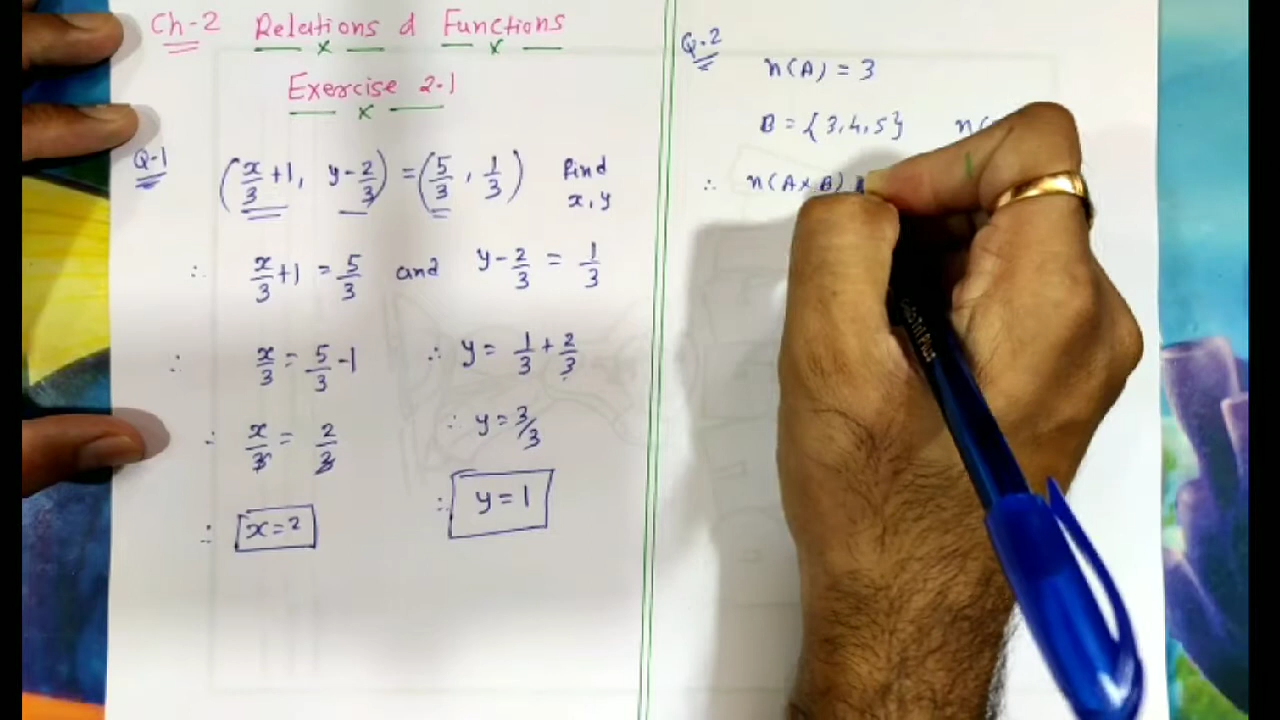 Ch-2 Relations & Functions
Exercise 2.1
Q-1 (x/3 + 1, y - 2/3) = (5/3, 1/3) Find x, y
∴ x/3 + 1 = 5/3 and y - 2/3 = 1/3
∴ x/3 = 5/3 - 1 ∴ y = 1/3 + 2/3
∴ x/3 = 2/3 ∴ y = 3/3
∴ x = 2 ∴ y = 1
Q-2 n(A) = 3
B = {3, 4, 5} n(
∴ n(A × B)